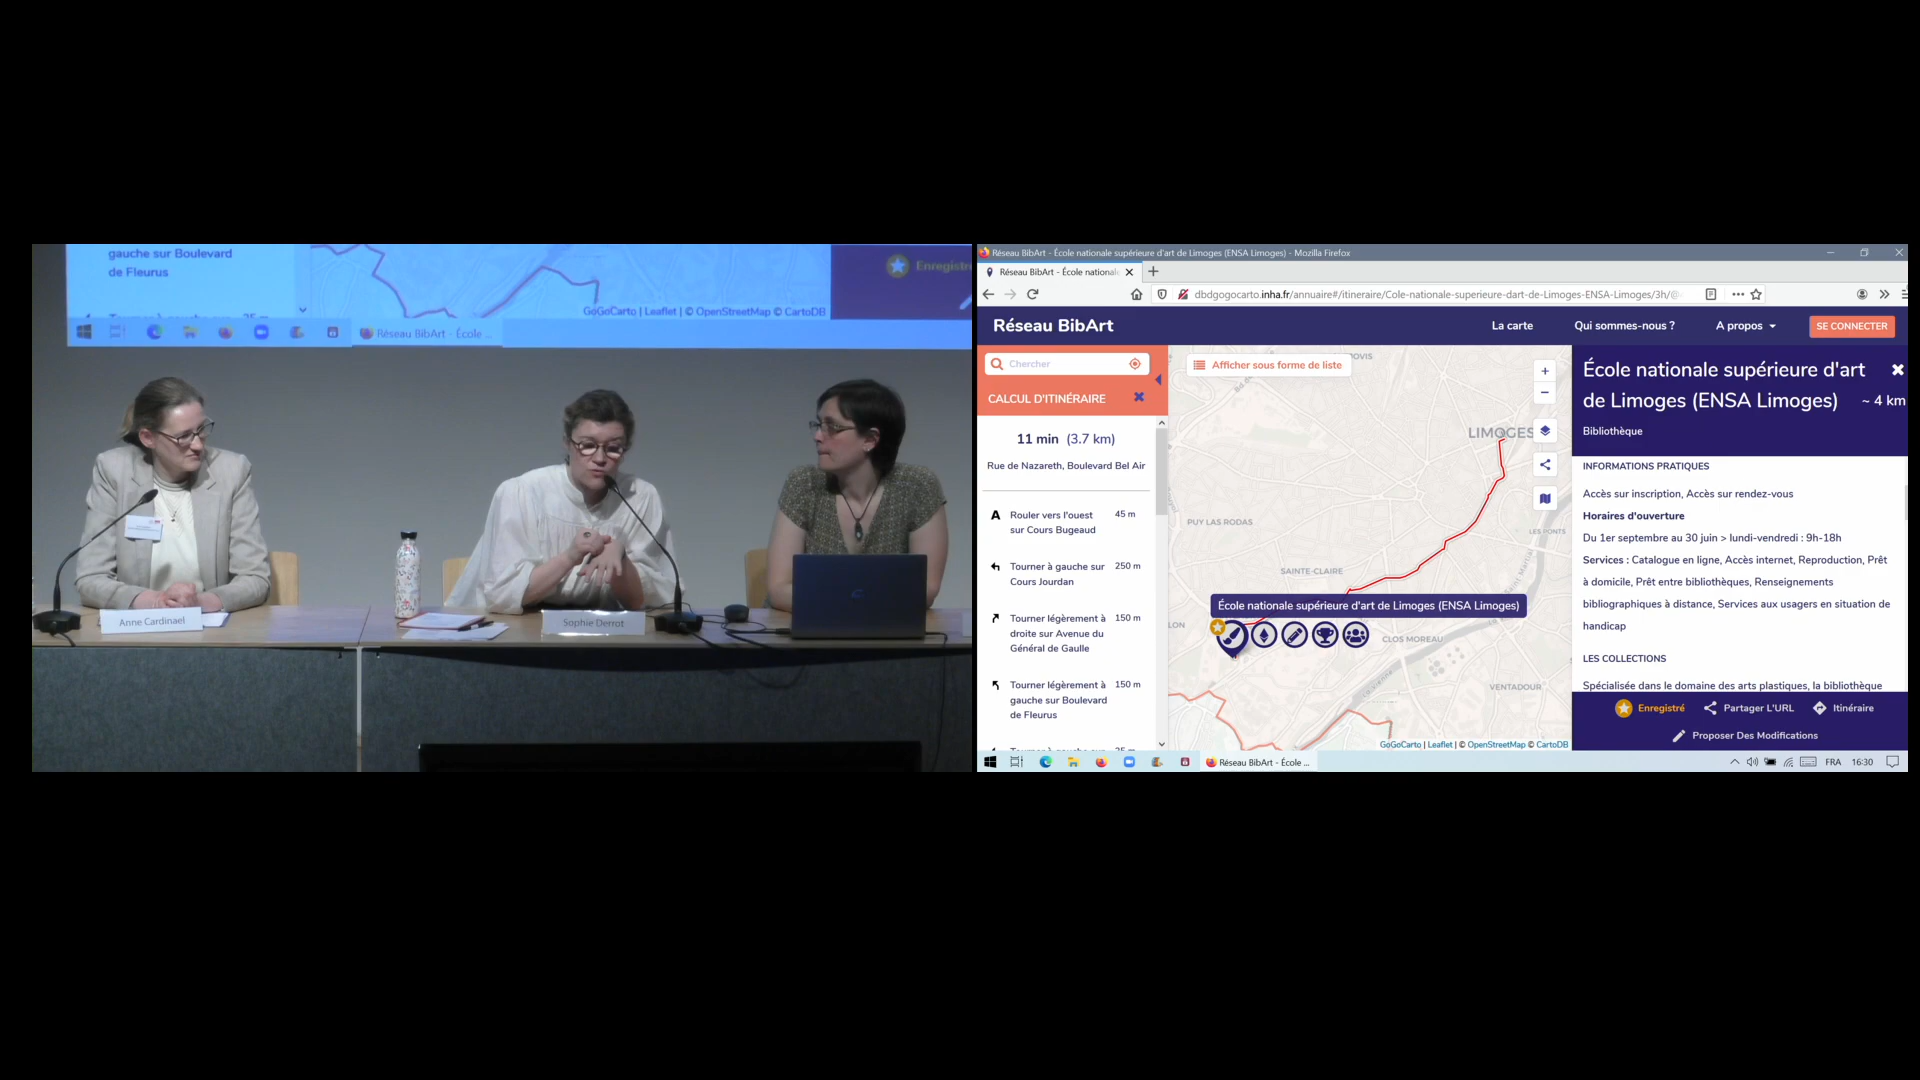 gauche sur Boulevard
de Fleurus
Enregistré
GoGoCarto | Leaflet | © OpenStreetMap © CartoDB
Réseau BibArt - École ...
Anne Cardinael
Sophie Derrot
Réseau BibArt - École nationale supérieure d'art de Limoges (ENSA Limoges) - Mozilla Firefox
Réseau BibArt - École national
dbdgogocarto.inha.fr/annuaire#/itineraire/Cole-nationale-superieure-dart-de-Limoges-ENSA-Limoges/3h/@
Réseau BibArt
La carte
Qui sommes-nous ?
A propos
SE CONNECTER
Chercher
CALCUL D'ITINÉRAIRE
11 min (3.7 km)
Rue de Nazareth, Boulevard Bel Air
A Rouler vers l'ouest 45 m
sur Cours Bugeaud
Tourner à gauche sur 250 m
Cours Jourdan
Tourner légèrement à 150 m
droite sur Avenue du
Général de Gaulle
Tourner légèrement à 150 m
gauche sur Boulevard
de Fleurus
Afficher sous forme de liste
LIMOGES
PUY LAS RODAS
LES PONTS
SAINTE-CLAIRE
École nationale supérieure d'art de Limoges (ENSA Limoges)
CLOS MOREAU
VENTADOUR
GoGoCarto | Leaflet | © OpenStreetMap © CartoDB
École nationale supérieure d'art
de Limoges (ENSA Limoges) ~ 4 km
Bibliothèque
INFORMATIONS PRATIQUES
Accès sur inscription, Accès sur rendez-vous
Horaires d'ouverture
Du 1er septembre au 30 juin > lundi-vendredi : 9h-18h
Services : Catalogue en ligne, Accès internet, Reproduction, Prêt
à domicile, Prêt entre bibliothèques, Renseignements
bibliographiques à distance, Services aux usagers en situation de
handicap
LES COLLECTIONS
Spécialisée dans le domaine des arts plastiques, la bibliothèque
Enregistré
Partager L'URL
Itinéraire
Proposer Des Modifications
Réseau BibArt - École ...
FRA
16:30